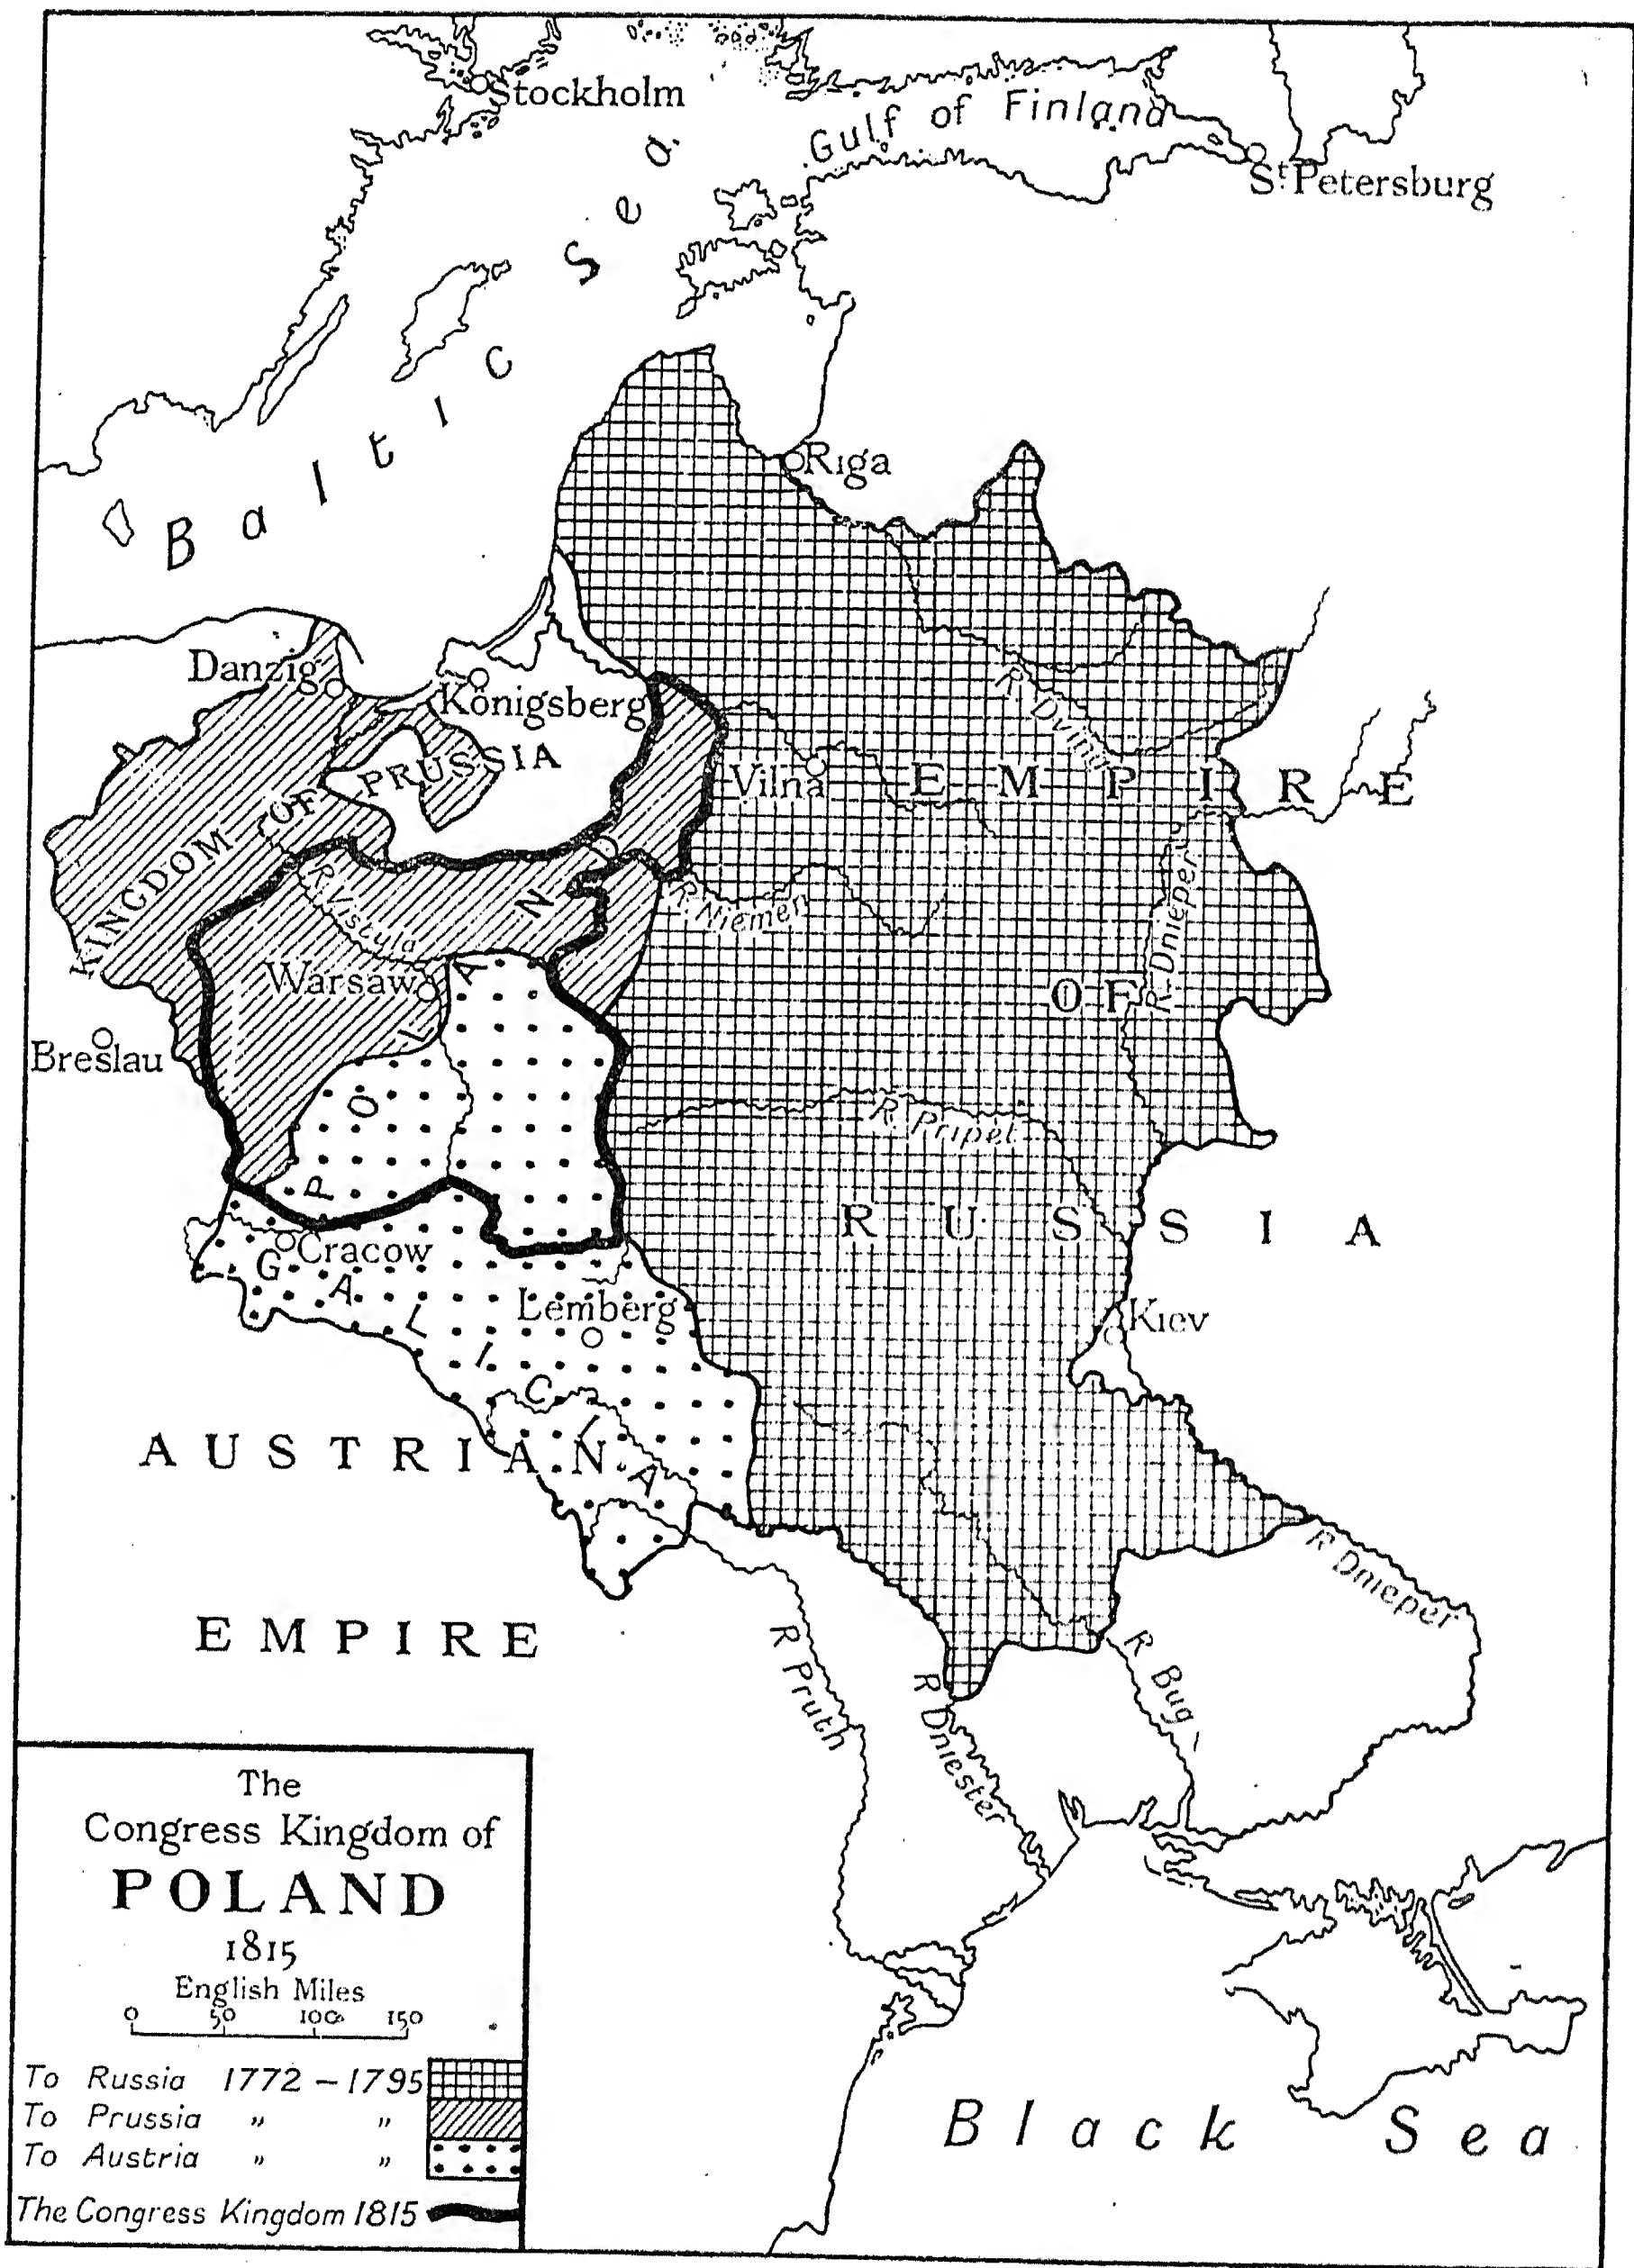 Stockholm
Gulf of Finland
St. Petersburg
Baltic Sea
Riga
Danzig
Königsberg
KINGDOM OF PRUSSIA
R. Dvina
Vilna
EMPIRE
R. Vistula
R. Niemen
R. Dnieper
Warsaw
OF
Breslau
POLAND
R. Pripet
RUSSIA
Cracow
GALICIA
Lemberg
Kiev
AUSTRIAN
EMPIRE
R Dnieper
R Pruth
R Dniester
R Bug
The
Congress Kingdom of
POLAND
1815
English Miles
0 50 100 150
To Russia 1772 – 1795
To Prussia " "
To Austria " "
The Congress Kingdom 1815
Black Sea